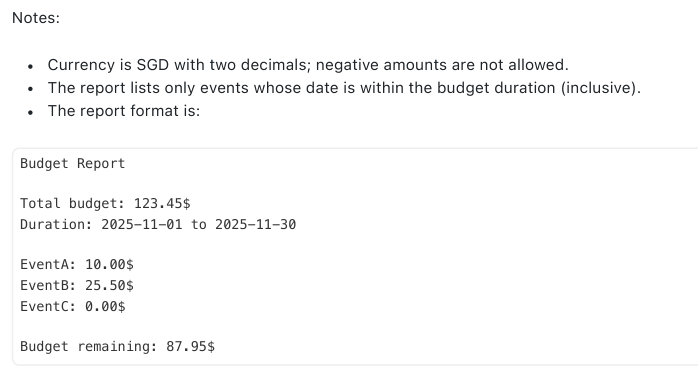 Notes:
• Currency is SGD with two decimals; negative amounts are not allowed.
• The report lists only events whose date is within the budget duration (inclusive).
• The report format is:
Budget Report
Total budget: 123.45$
Duration: 2025-11-01 to 2025-11-30
EventA: 10.00$
EventB: 25.50$
EventC: 0.00$
Budget remaining: 87.95$